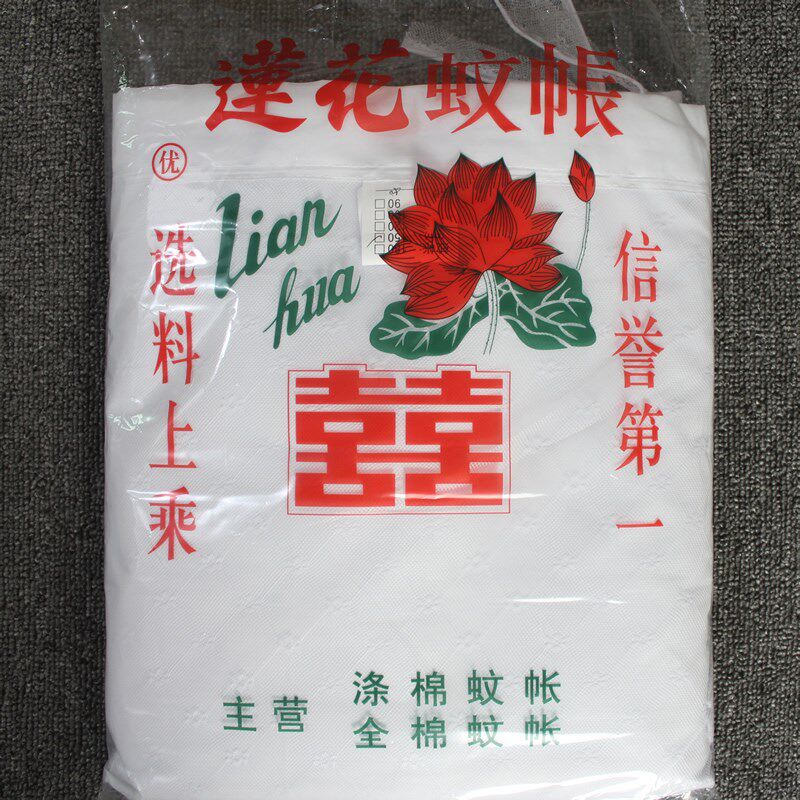 蓮花蚊帳
优
lian
hua
选料上乘
信誉第一
囍
主营
涤棉蚊帐
全棉蚊帐